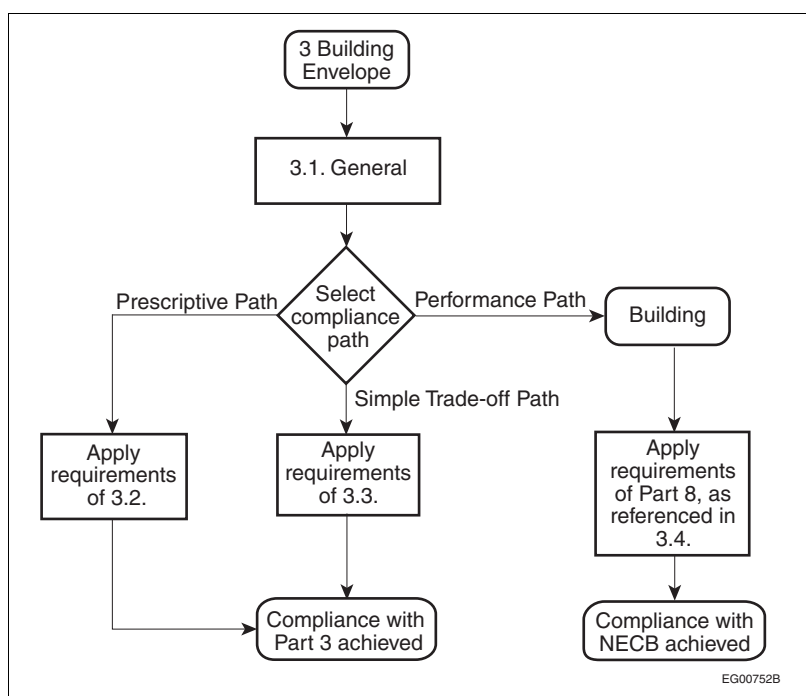 3 Building
Envelope
3.1. General
Select
compliance
path
Prescriptive Path
Performance Path
Simple Trade-off Path
Building
Apply
requirements
of 3.2.
Apply
requirements
of 3.3.
Apply
requirements
of Part 8, as
referenced in
3.4.
Compliance with
Part 3 achieved
Compliance with
NECB achieved
EG00752B